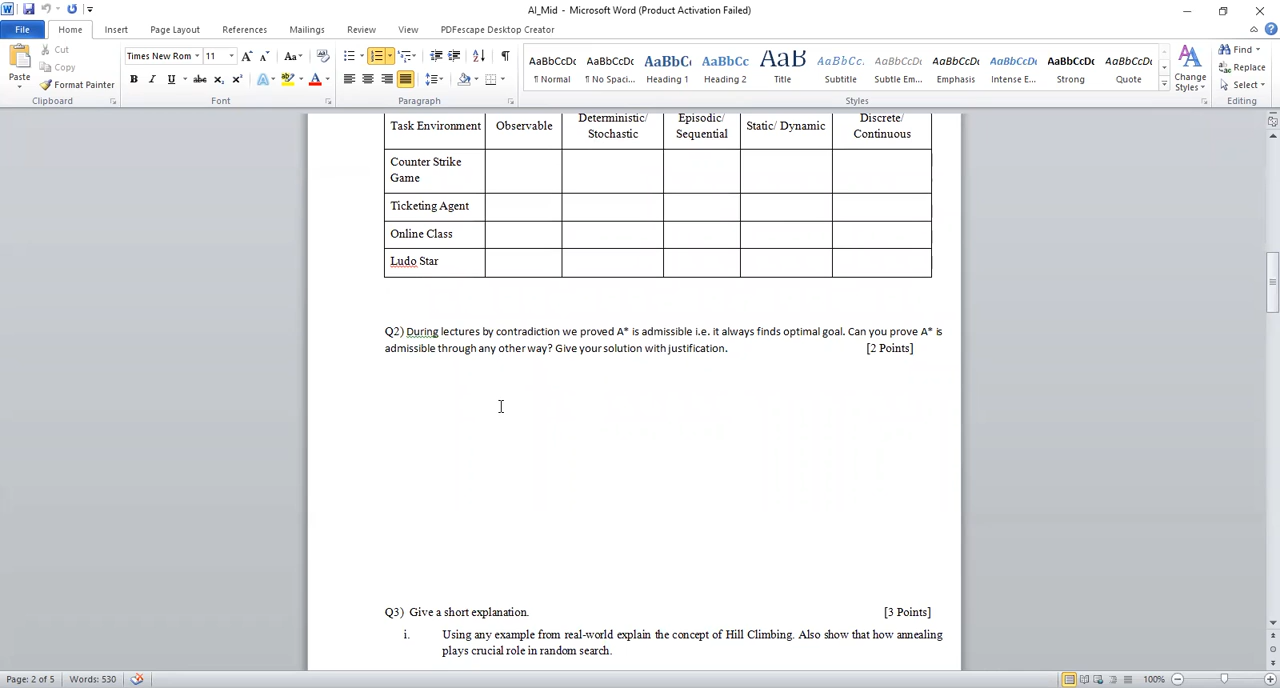 AI_Mid - Microsoft Word (Product Activation Failed)
File Home Insert Page Layout References Mailings Review View PDFescape Desktop Creator
Paste
Cut
Copy
Format Painter
Clipboard
Times New Rom 11
Font
Paragraph
AaBbCcDc AaBbCcDc AaBbC AaBbCc AaB AaBbCc. AaBbCcDc AaBbCcDc AaBbCcDc AaBbCcDc AaBbCcDc
¶ Normal ¶ No Spaci... Heading 1 Heading 2 Title Subtitle Subtle Em... Emphasis Intense E... Strong Quote
Styles
Change
Styles
Find
Replace
Select
Editing
Task Environment Observable Deterministic/ Stochastic Episodic/ Sequential Static/ Dynamic Discrete/ Continuous
Counter Strike
Game
Ticketing Agent
Online Class
Ludo Star
Q2) During lectures by contradiction we proved A* is admissible i.e. it always finds optimal goal. Can you prove A* is
admissible through any other way? Give your solution with justification. [2 Points]
Q3) Give a short explanation. [3 Points]
i. Using any example from real-world explain the concept of Hill Climbing. Also show that how annealing
plays crucial role in random search.
Page: 2 of 5 Words: 530 100%